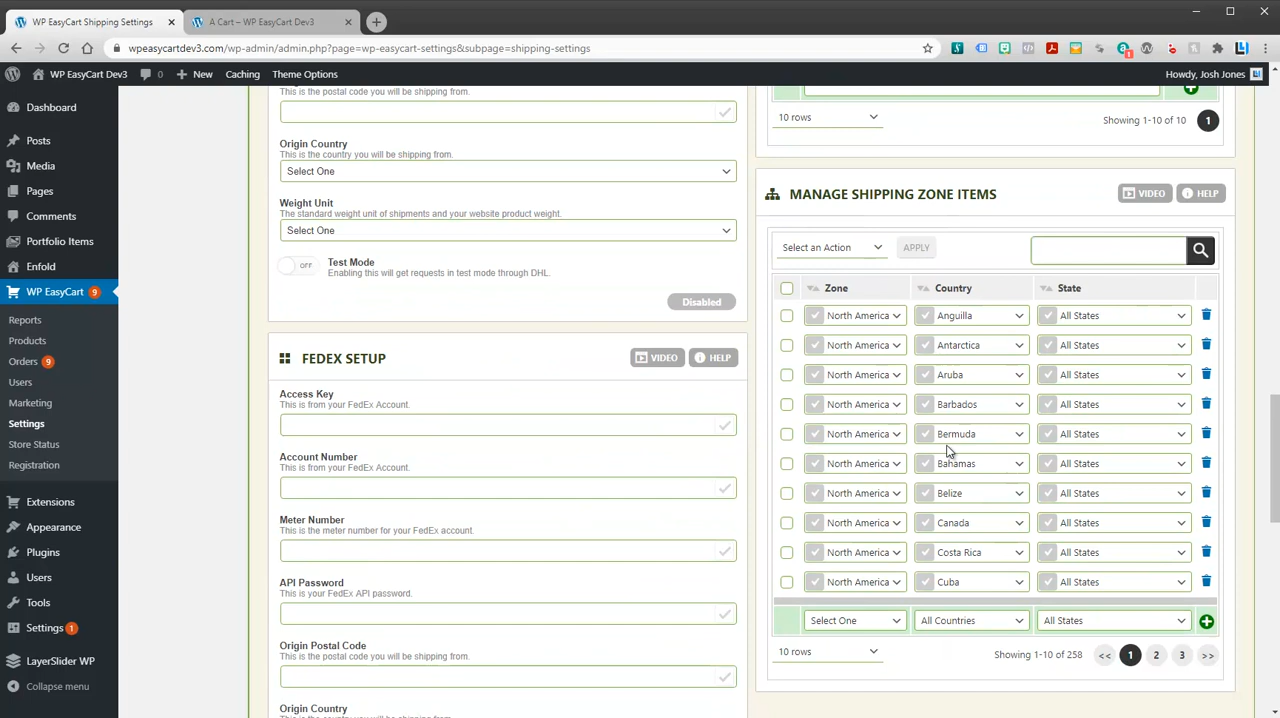 WP EasyCart Shipping Settings
A Cart – WP EasyCart Dev3
wpeasycartdev3.com/wp-admin/admin.php?page=wp-easycart-settings&subpage=shipping-settings
WP EasyCart Dev3
0
New
Caching
Theme Options
Howdy, Josh Jones
Dashboard
Posts
Media
Pages
Comments
Portfolio Items
Enfold
WP EasyCart 9
Reports
Products
Orders 9
Users
Marketing
Settings
Store Status
Registration
Extensions
Appearance
Plugins
Users
Tools
Settings 1
LayerSlider WP
Collapse menu
This is the postal code you will be shipping from.
Origin Country
This is the country you will be shipping from.
Select One
Weight Unit
The standard weight unit of shipments and your website product weight.
Select One
OFF
Test Mode
Enabling this will get requests in test mode through DHL.
Disabled
FEDEX SETUP
VIDEO
HELP
Access Key
This is from your FedEx Account.
Account Number
This is from your FedEx Account.
Meter Number
This is the meter number for your FedEx account.
API Password
This is your FedEx API password.
Origin Postal Code
This is the postal code you will be shipping from.
Origin Country
10 rows
Showing 1-10 of 10
1
MANAGE SHIPPING ZONE ITEMS
VIDEO
HELP
Select an Action
APPLY
Zone Country State
North America Anguilla All States
North America Antarctica All States
North America Aruba All States
North America Barbados All States
North America Bermuda All States
North America Bahamas All States
North America Belize All States
North America Canada All States
North America Costa Rica All States
North America Cuba All States
Select One All Countries All States
10 rows
Showing 1-10 of 258 << 1 2 3 >>